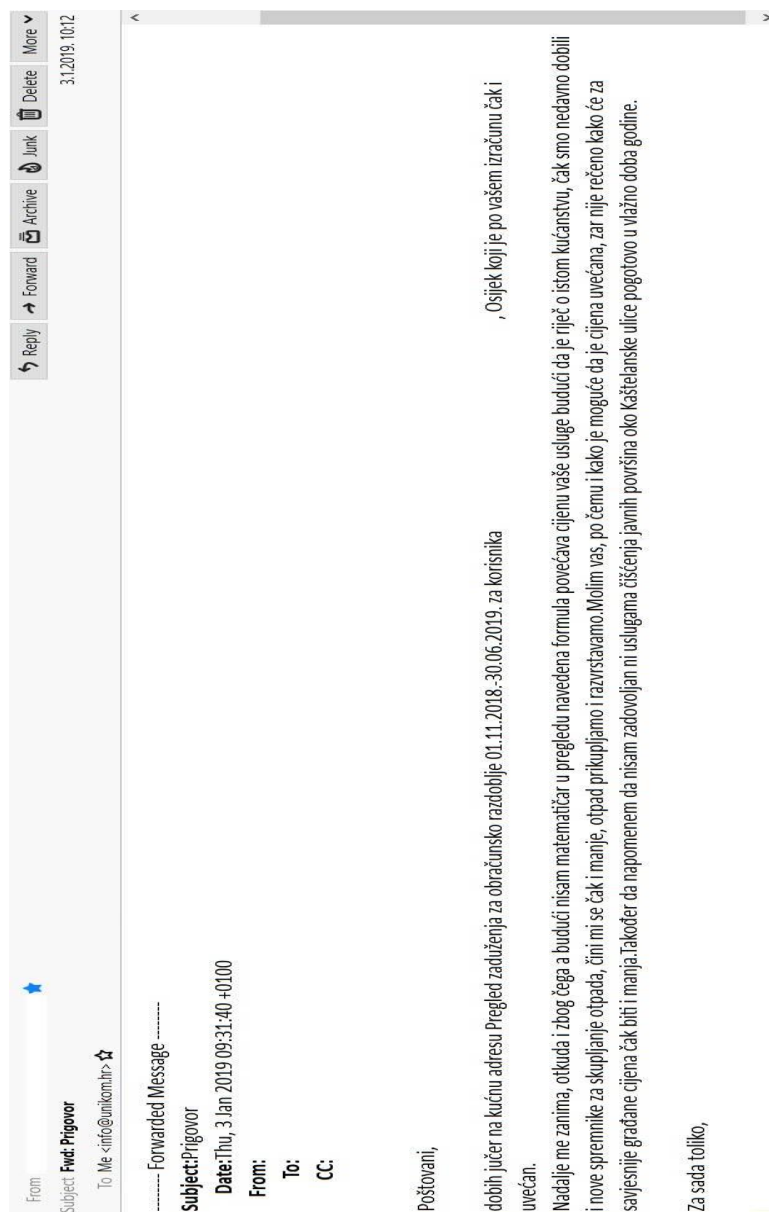 From
Reply Forward Archive Junk Delete More
Subject Fwd: Prigovor
3.1.2019. 10:12
To Me <info@unikom.hr>
-------- Forwarded Message --------
Subject:Prigovor
Date:Thu, 3 Jan 2019 09:31:40 +0100
From:
To:
CC:
Poštovani,
dobih jučer na kućnu adresu Pregled zaduženja za obračunsko razdoblje 01.11.2018.-30.06.2019. za korisnika , Osijek koji je po vašem izračunu čak i
uvećan.
Nadalje me zanima, otkuda i zbog čega a budući nisam matematičar u pregledu navedena formula povećava cijenu vaše usluge budući da je riječ o istom kućanstvu, čak smo nedavno dobili
i nove spremnike za skupljanje otpada, čini mi se čak i manje, otpad prikupljamo i razvrstavamo.Molim vas, po čemu i kako je moguće da je cijena uvećana, zar nije rečeno kako će za
savjesnije građane cijena čak biti i manja.Također da napomenem da nisam zadovoljan ni uslugama čišćenja javnih površina oko Kaštelanske ulice pogotovo u vlažno doba godine.
Za sada toliko,